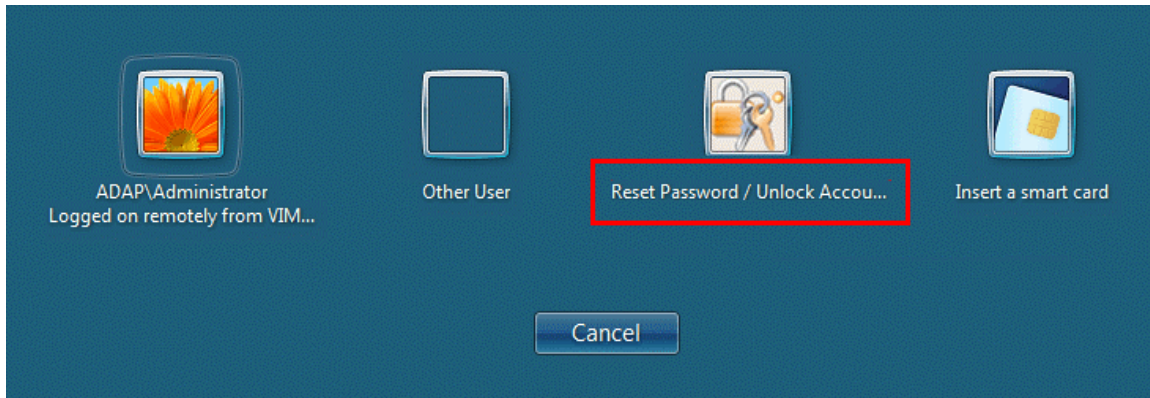 ADAP\Administrator
Logged on remotely from VIM...
Other User
Reset Password / Unlock Accou...
Insert a smart card
Cancel